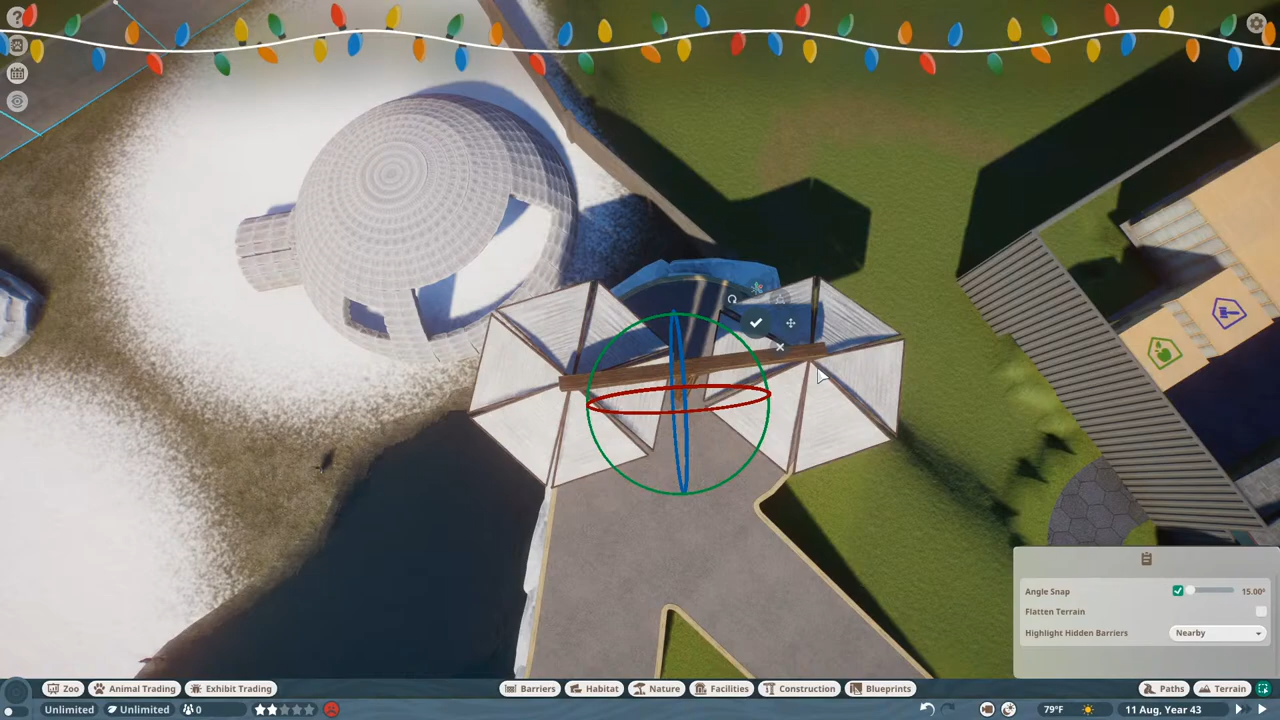 ?
Angle Snap 15.00°
Flatten Terrain
Highlight Hidden Barriers Nearby
Zoo Animal Trading Exhibit Trading Barriers Habitat Nature Facilities Construction Blueprints Paths Terrain
Unlimited Unlimited 0 79°F 11 Aug, Year 43